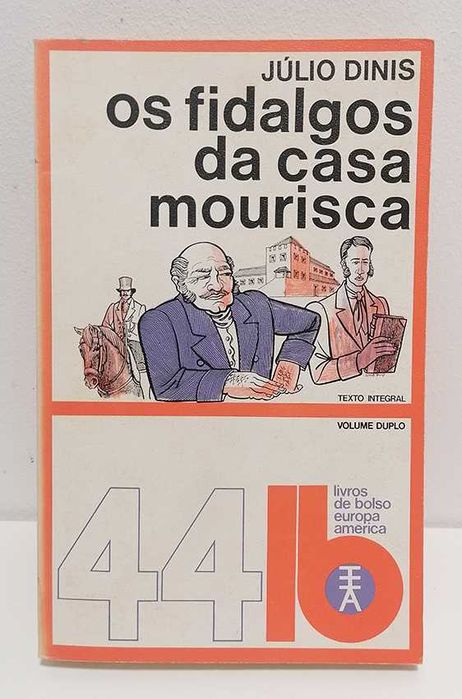 JÚLIO DINIS
os fidalgos
da casa
mourisca
TEXTO INTEGRAL
VOLUME DUPLO
44
lb
livros
de bolso
europa
america